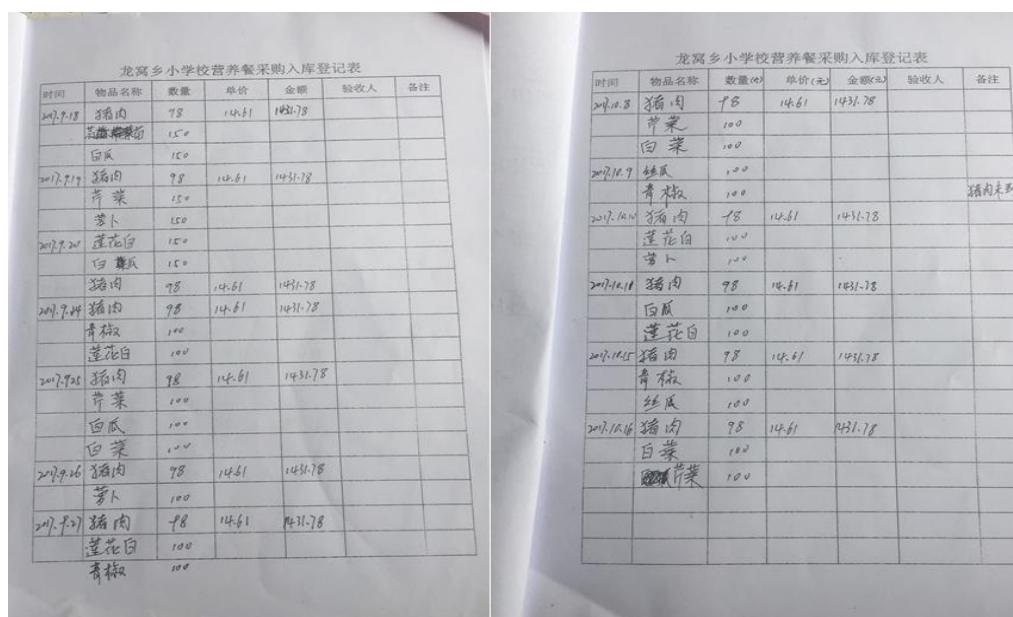 龙窝乡小学校营养餐采购入库登记表
时间 物品名称 数量 单价 金额 验收人 备注
2017.9.18 猪肉 98 14.61 1431.78
150
白瓜 150
2017.9.19 猪肉 98 14.61 1431.78
芹菜 150
萝卜 150
2017.9.20 莲花白 150
白瓜 150
猪肉 98 14.61 1431.78
2017.9.24 猪肉 98 14.61 1431.78
青椒 100
莲花白 100
2017.9.25 猪肉 98 14.61 1431.78
芹菜 100
白瓜 100
白菜 100
2017.9.26 猪肉 98 14.61 1431.78
萝卜 100
2017.9.27 猪肉 98 14.61 1431.78
莲花白 100
青椒 100
龙窝乡小学校营养餐采购入库登记表
时间 物品名称 数量 单价(元) 金额(元) 验收人 备注
2017.10.8 猪肉 98 14.61 1431.78
芹菜 100
白菜 100
2017.10.9 丝瓜 100
青椒 100 猪肉未到
2017.10.10 猪肉 98 14.61 1431.78
莲花白 100
萝卜 100
猪肉 98 14.61 1431.78
白瓜 100
莲花白 100
2017.10.15 猪肉 98 14.61 1431.78
青椒 100
丝瓜 100
2017.10.16 猪肉 98 14.61 1431.78
白菜 100
芹菜 100